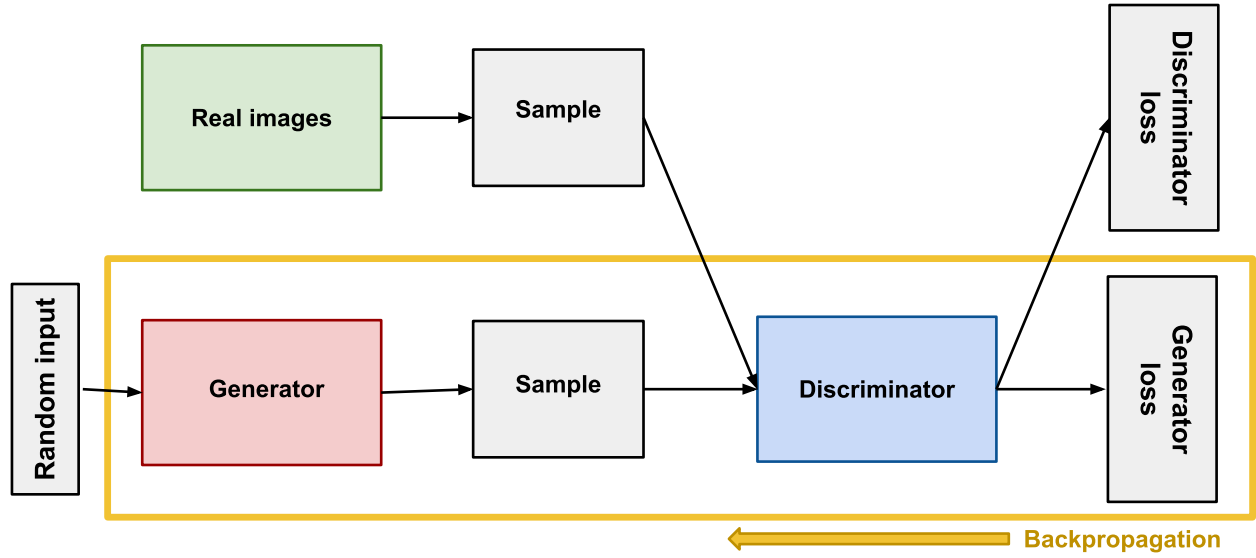 Real images
Sample
Discriminator
loss
Random input
Generator
Sample
Discriminator
Generator
loss
Backpropagation